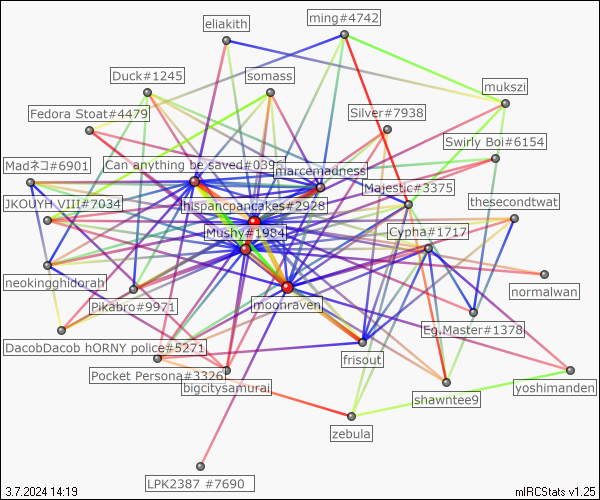 ming#4742
eliakith
Duck#1245
somass
mukszi
Fedora Stoat#4479
Silver#7938
Swirly Boi#6154
Madネコ#6901
Can anything be saved#0395
marcemadness
Majestic#3375
JKOUYH VIII#7034
hispancpancakes#2928
thesecondtwat
Mushy#1984
Cypha#1717
neokingghidorah
normalwan
Pikabro#9971
moonraven
Eg.Master#1378
DacobDacob hORNY police#5271
frisout
Pocket Persona#3326
bigcitysamurai
shawntee9
yoshimanden
zebula
LPK2387 #7690
3.7.2024 14:19
mIRCStats v1.25